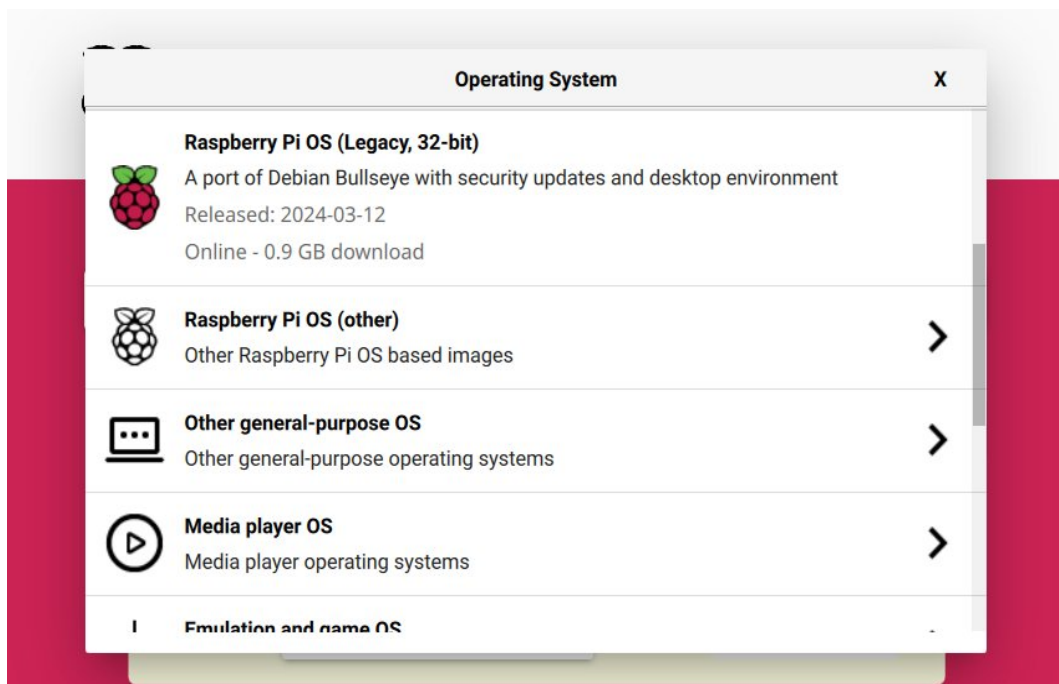 Operating System
X
Raspberry Pi OS (Legacy, 32-bit)
A port of Debian Bullseye with security updates and desktop environment
Released: 2024-03-12
Online - 0.9 GB download
Raspberry Pi OS (other)
Other Raspberry Pi OS based images
Other general-purpose OS
Other general-purpose operating systems
Media player OS
Media player operating systems
Emulation and game OS